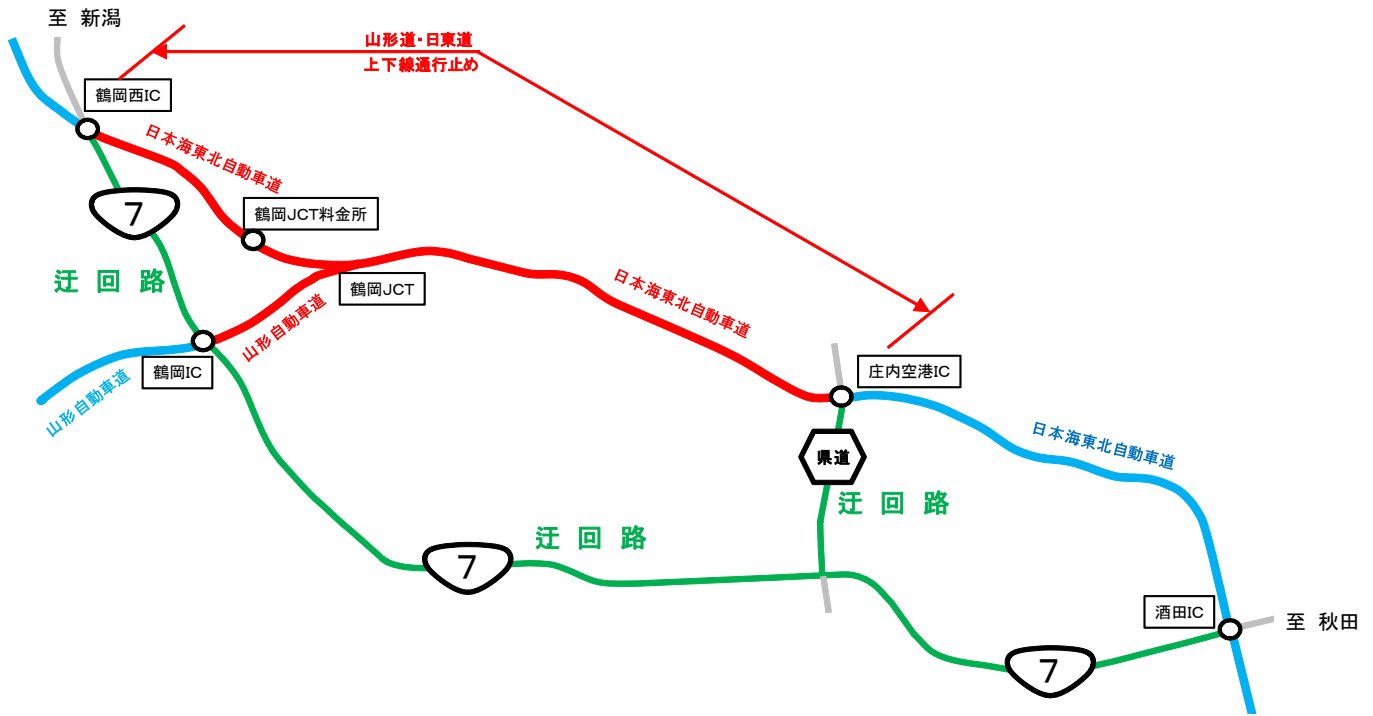 至 新潟
山形道・日東道
上下線通行止め
鶴岡西IC
日本海東北自動車道
7
鶴岡JCT料金所
迂回路
鶴岡JCT
日本海東北自動車道
山形自動車道
鶴岡IC
山形自動車道
庄内空港IC
日本海東北自動車道
県道
迂回路
迂回路
7
酒田IC
至 秋田
7